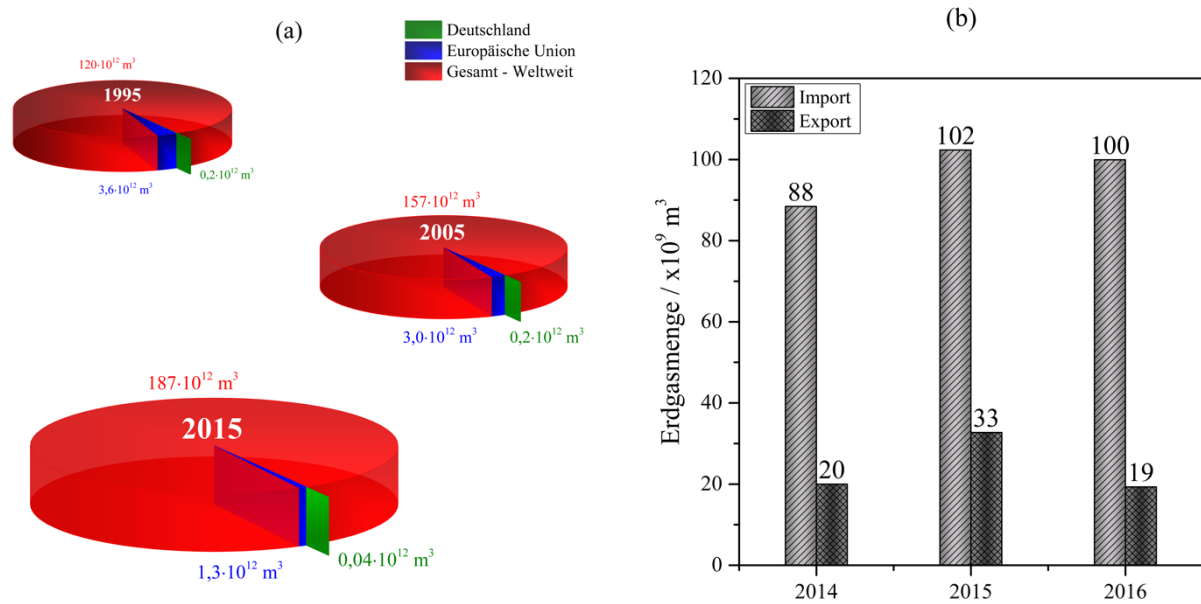 (a)
Deutschland
Europäische Union
Gesamt - Weltweit
120·10¹² m³
1995
0,2·10¹² m³
3,6·10¹² m³
157·10¹² m³
2005
3,0·10¹² m³
0,2·10¹² m³
187·10¹² m³
2015
0,04·10¹² m³
1,3·10¹² m³
(b)
Import
Export
Erdgasmenge / x10⁹ m³
120
100
80
60
40
20
0
88
20
102
33
100
19
2014
2015
2016